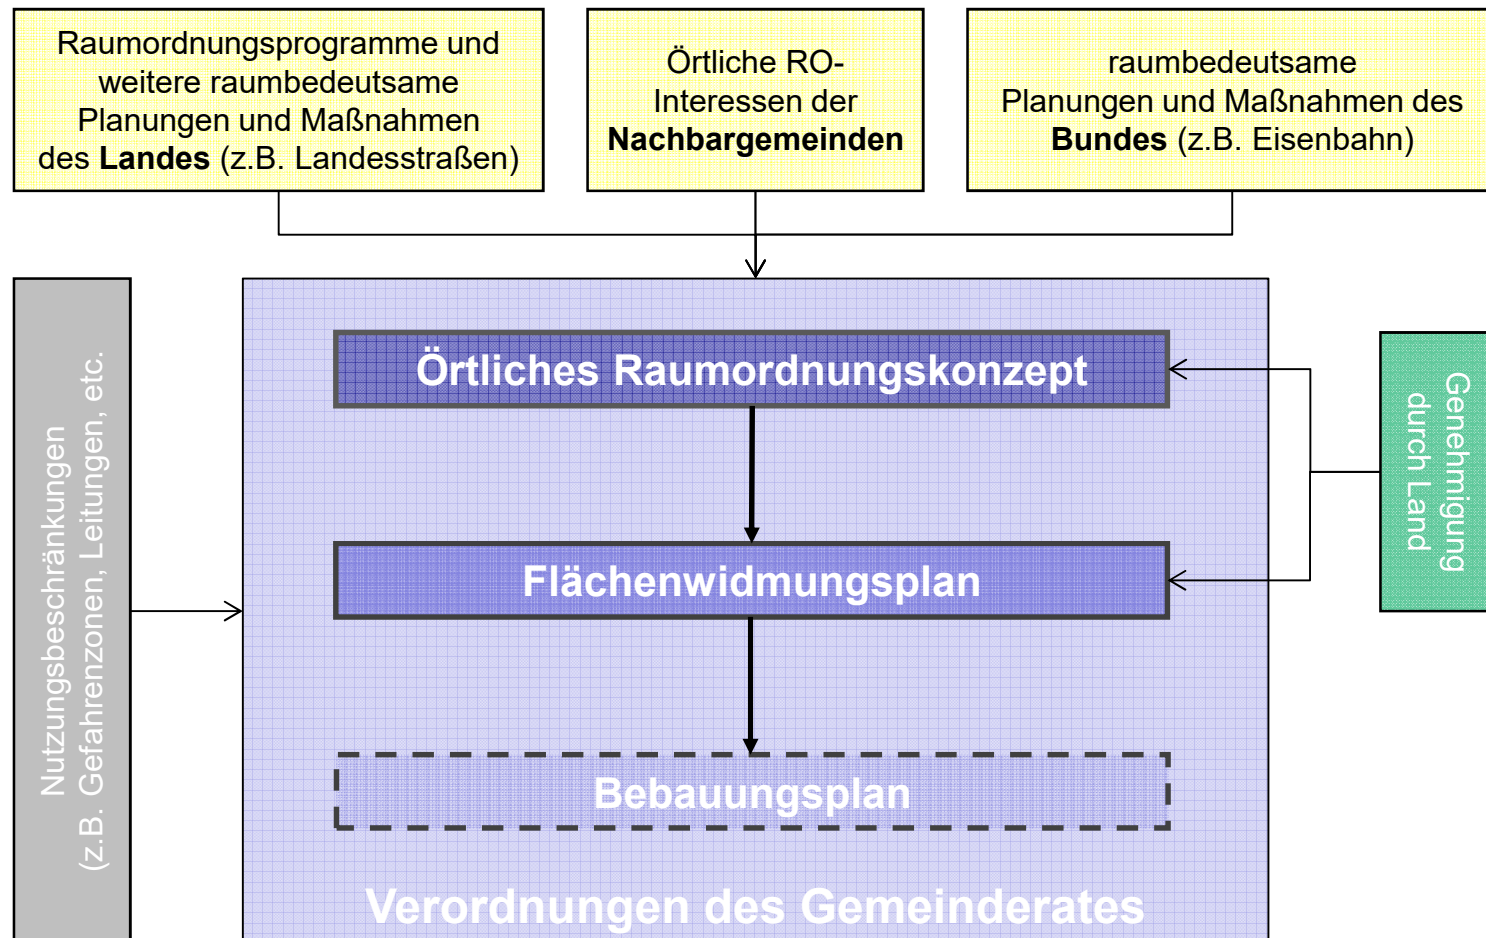 Raumordnungsprogramme und
weitere raumbedeutsame
Planungen und Maßnahmen
des Landes (z.B. Landesstraßen)
Örtliche RO-
Interessen der
Nachbargemeinden
raumbedeutsame
Planungen und Maßnahmen des
Bundes (z.B. Eisenbahn)
Nutzungsbeschränkungen
(z.B. Gefahrenzonen, Leitungen, etc.
Örtliches Raumordnungskonzept
Flächenwidmungsplan
Bebauungsplan
Verordnungen des Gemeinderates
Genehmigung
durch Land